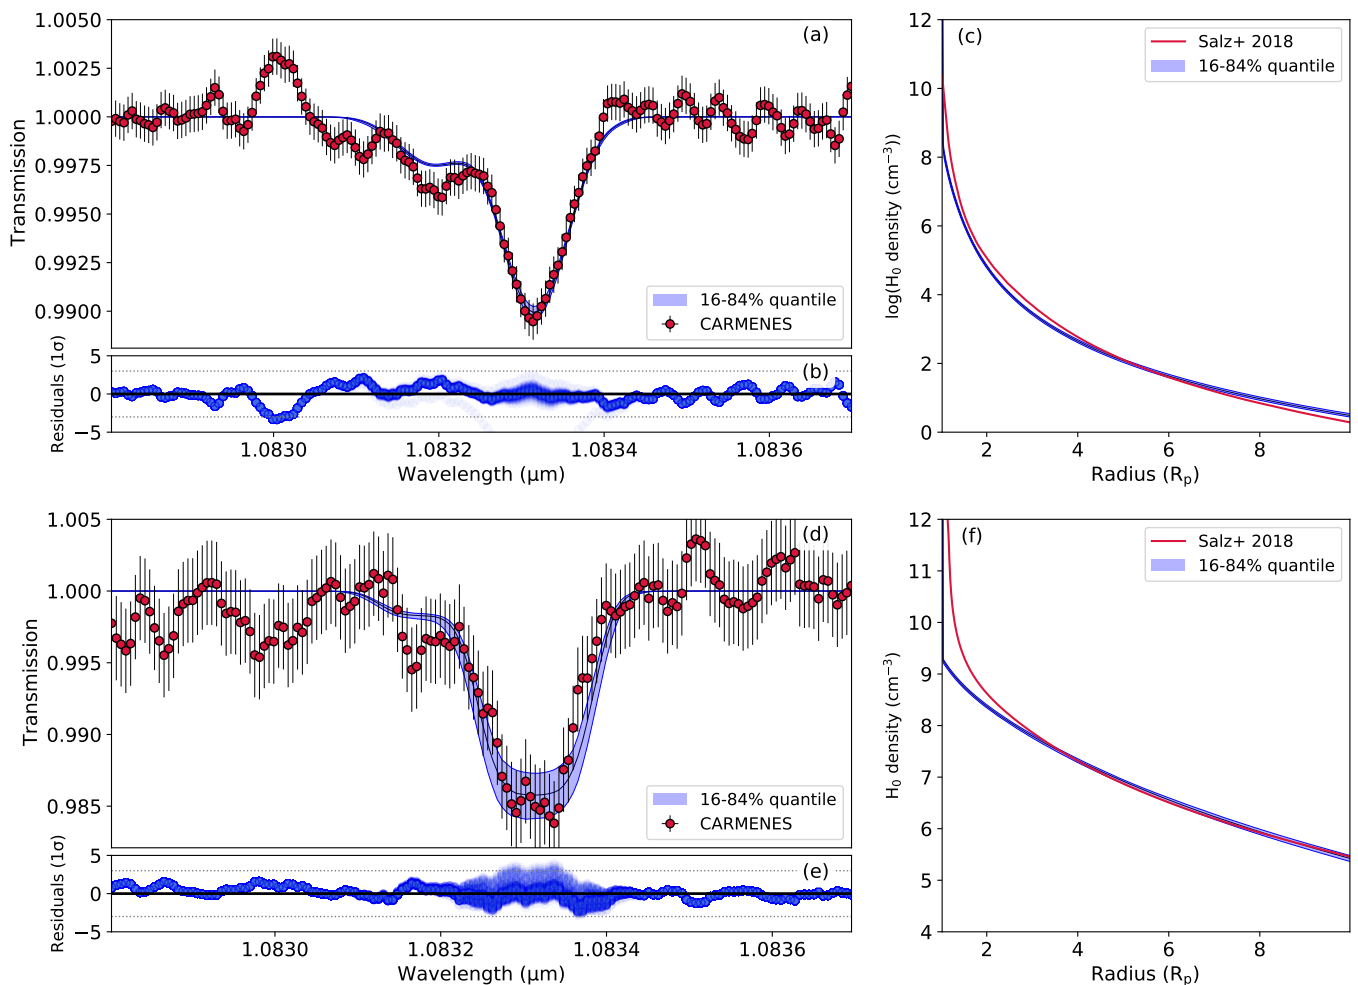 1.0050
1.0025
1.0000
0.9975
0.9950
0.9925
0.9900
Transmission
(a)
16-84% quantile
CARMENES
5
0
−5
Residuals (1σ)
(b)
1.0830
1.0832
1.0834
1.0836
Wavelength (μm)
12
10
8
6
4
2
0
log(H₀ density (cm⁻³))
(c)
Salz+ 2018
16-84% quantile
2
4
6
8
Radius (Rₚ)
1.005
1.000
0.995
0.990
0.985
Transmission
(d)
16-84% quantile
CARMENES
5
0
−5
Residuals (1σ)
(e)
1.0830
1.0832
1.0834
1.0836
Wavelength (μm)
12
11
10
9
8
7
6
5
4
H₀ density (cm⁻³)
(f)
Salz+ 2018
16-84% quantile
2
4
6
8
Radius (Rₚ)